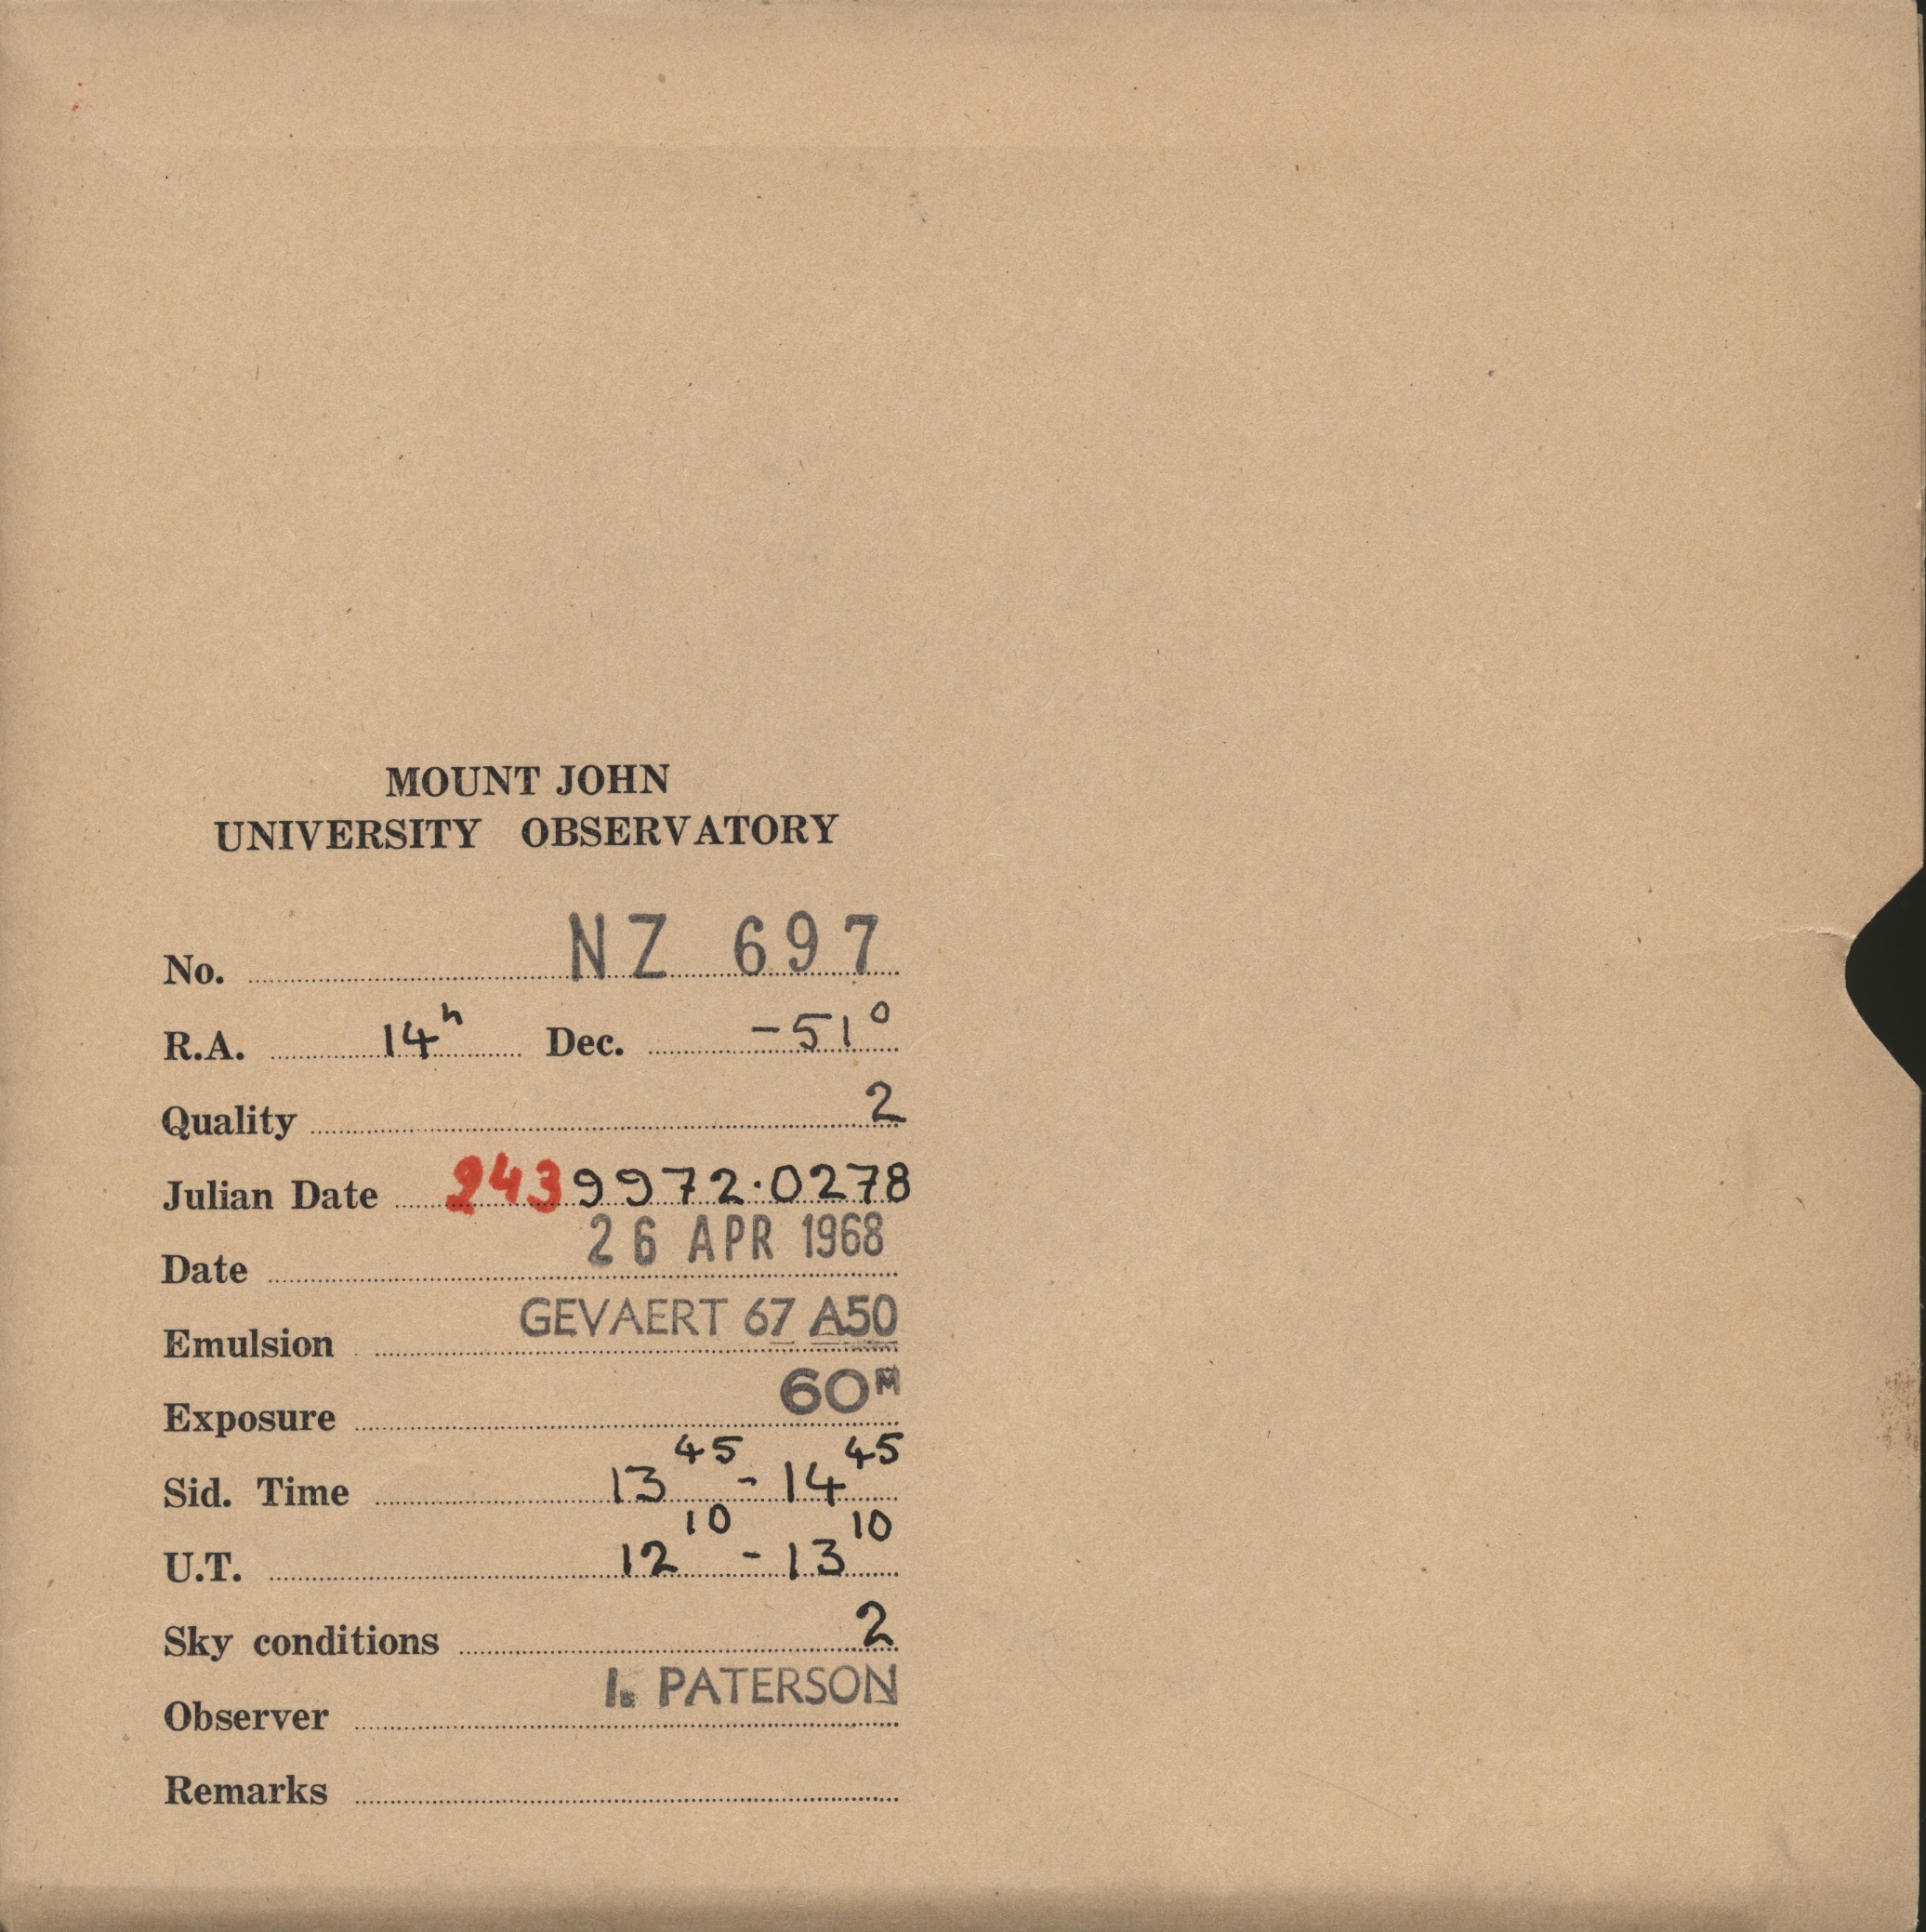 MOUNT JOHN
UNIVERSITY OBSERVATORY
No. NZ 697
R.A. 14h Dec. -51°
Quality 2
Julian Date 2439972.0278
Date 26 APR 1968
Emulsion GEVAERT 67 A50
Exposure 60M
Sid. Time 13 45 - 14 45
U.T. 12 10 - 13 10
Sky conditions 2
Observer I. PATERSON
Remarks